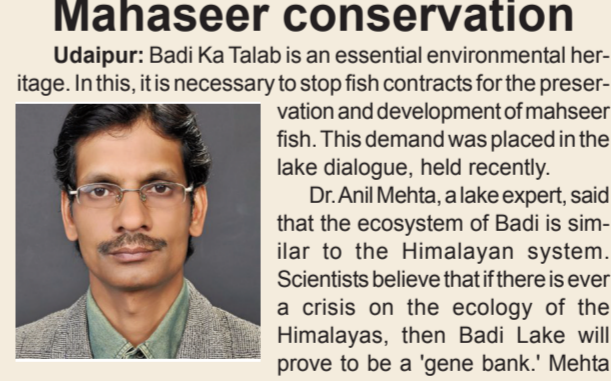 Mahaseer conservation
Udaipur: Badi Ka Talab is an essential environmental her-
itage. In this, it is necessary to stop fish contracts for the preser-
vation and development of mahseer
fish. This demand was placed in the
lake dialogue, held recently.
Dr. Anil Mehta, a lake expert, said
that the ecosystem of Badi is sim-
ilar to the Himalayan system.
Scientists believe that if there is ever
a crisis on the ecology of the
Himalayas, then Badi Lake will
prove to be a 'gene bank.' Mehta